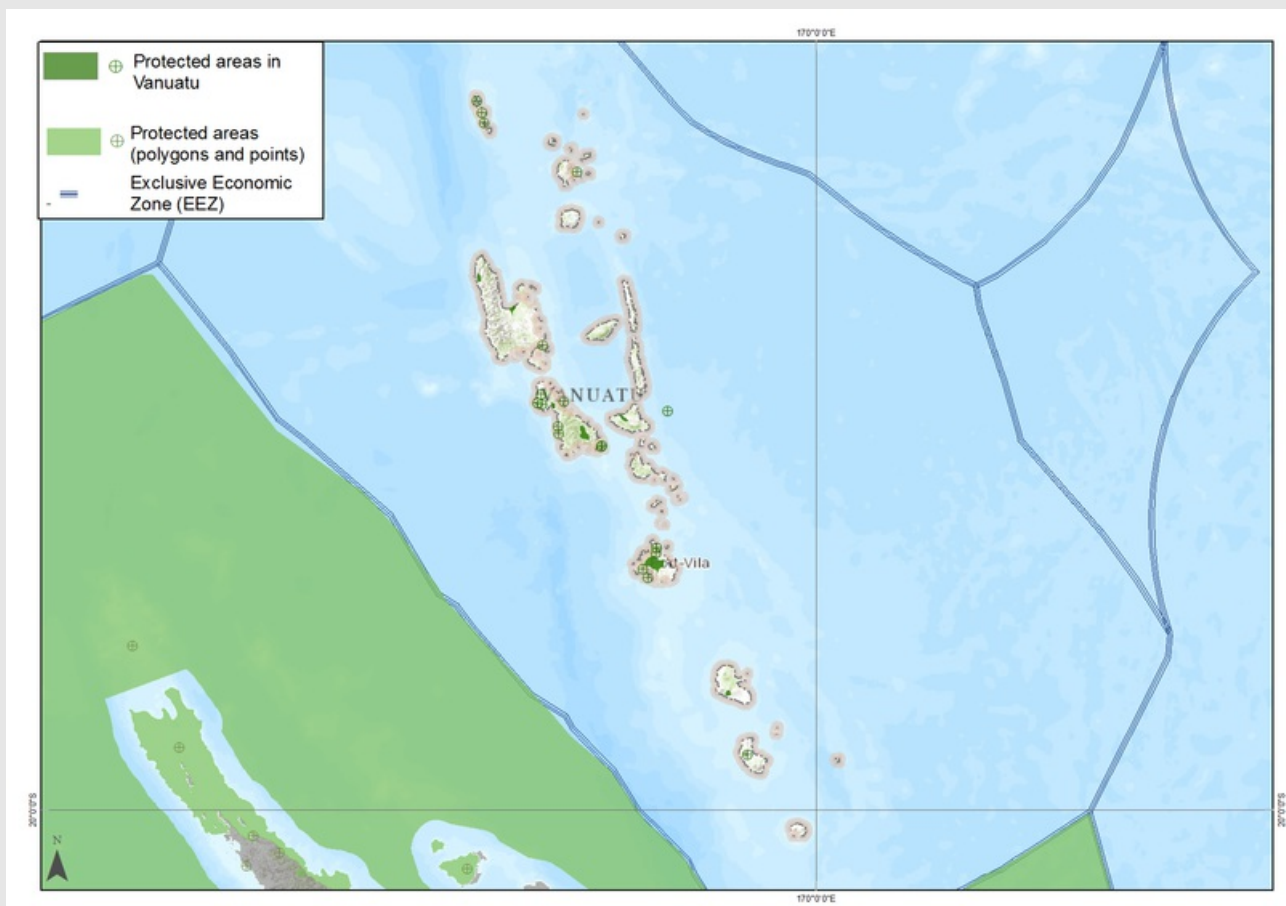 170°0'0"E
Protected areas in
Vanuatu
Protected areas
(polygons and points)
Exclusive Economic
Zone (EEZ)
VANUATU
20°0'0"S
20°0'0"S
N
170°0'0"E